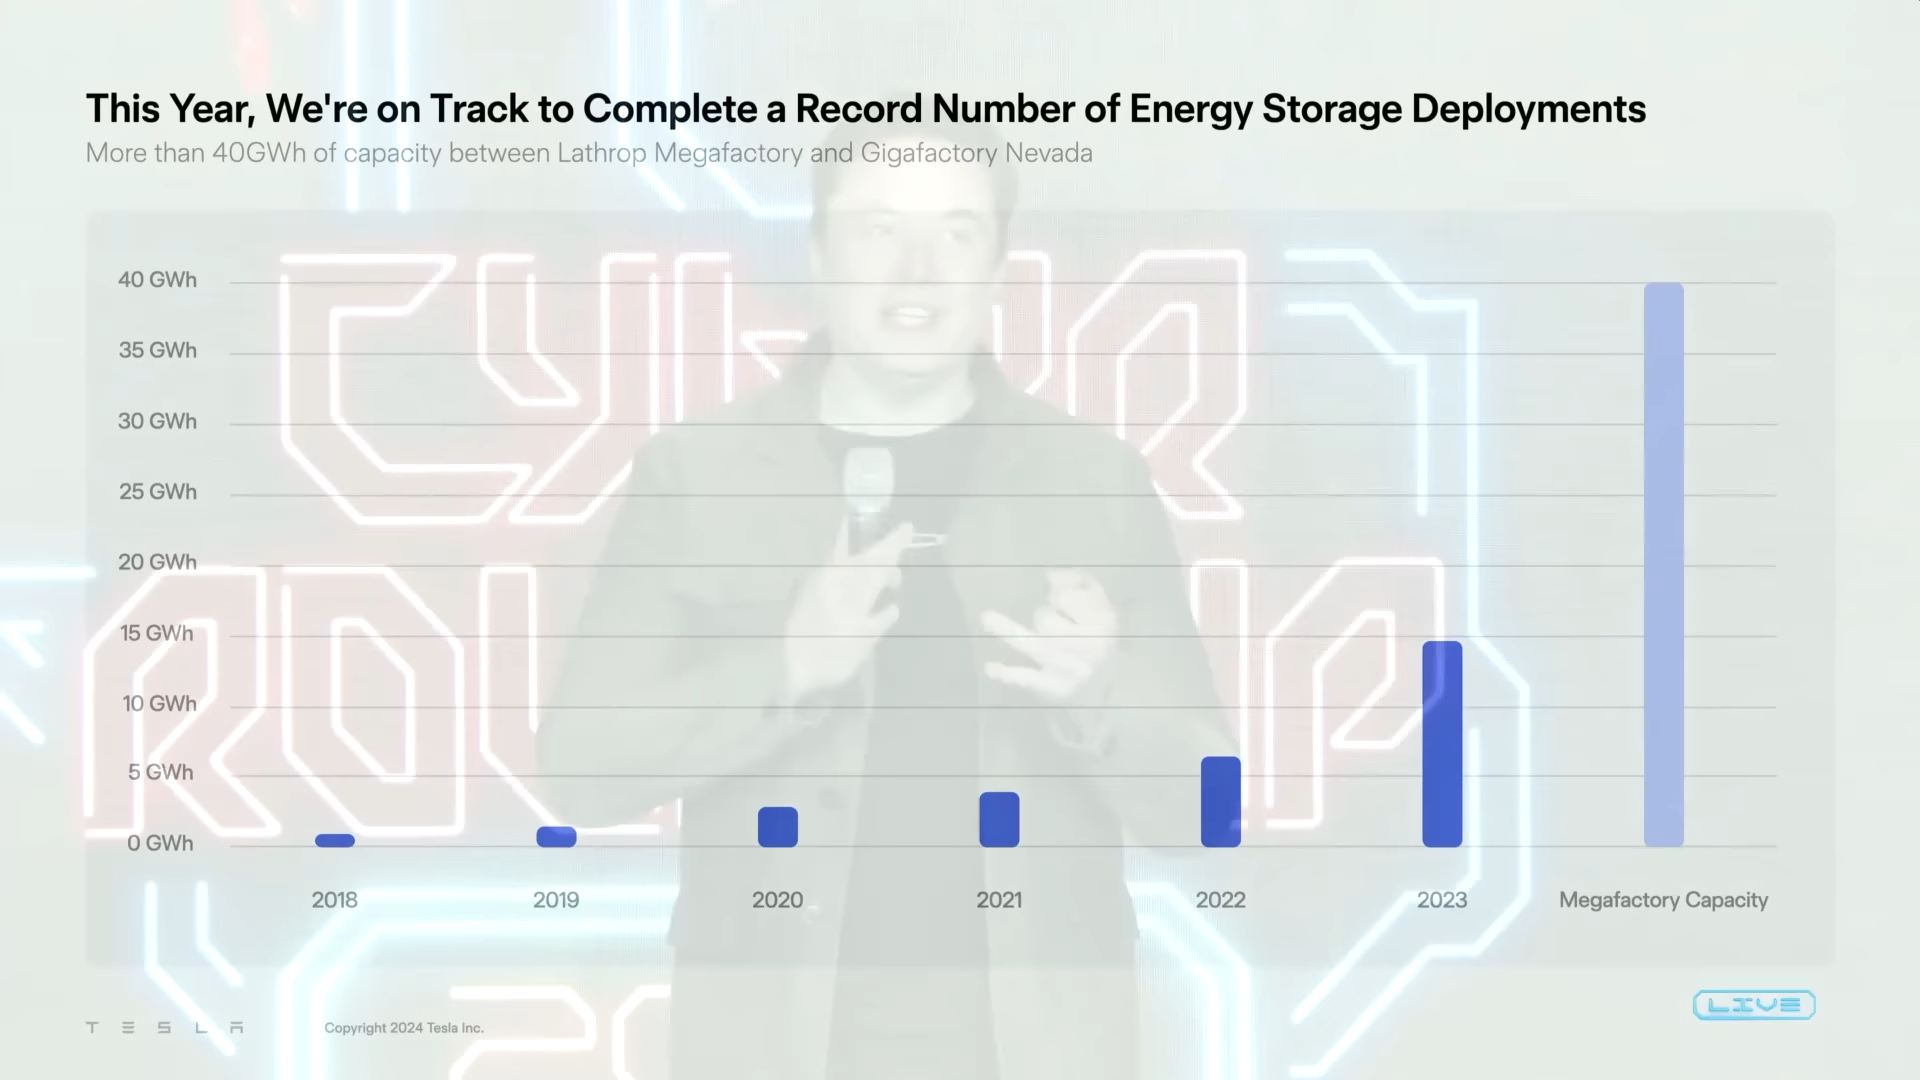 This Year, We're on Track to Complete a Record Number of Energy Storage Deployments
More than 40GWh of capacity between Lathrop Megafactory and Gigafactory Nevada
40 GWh
35 GWh
30 GWh
25 GWh
20 GWh
15 GWh
10 GWh
5 GWh
0 GWh
2018
2019
2020
2021
2022
2023
Megafactory Capacity
TESLA
Copyright 2024 Tesla Inc.
LIVE